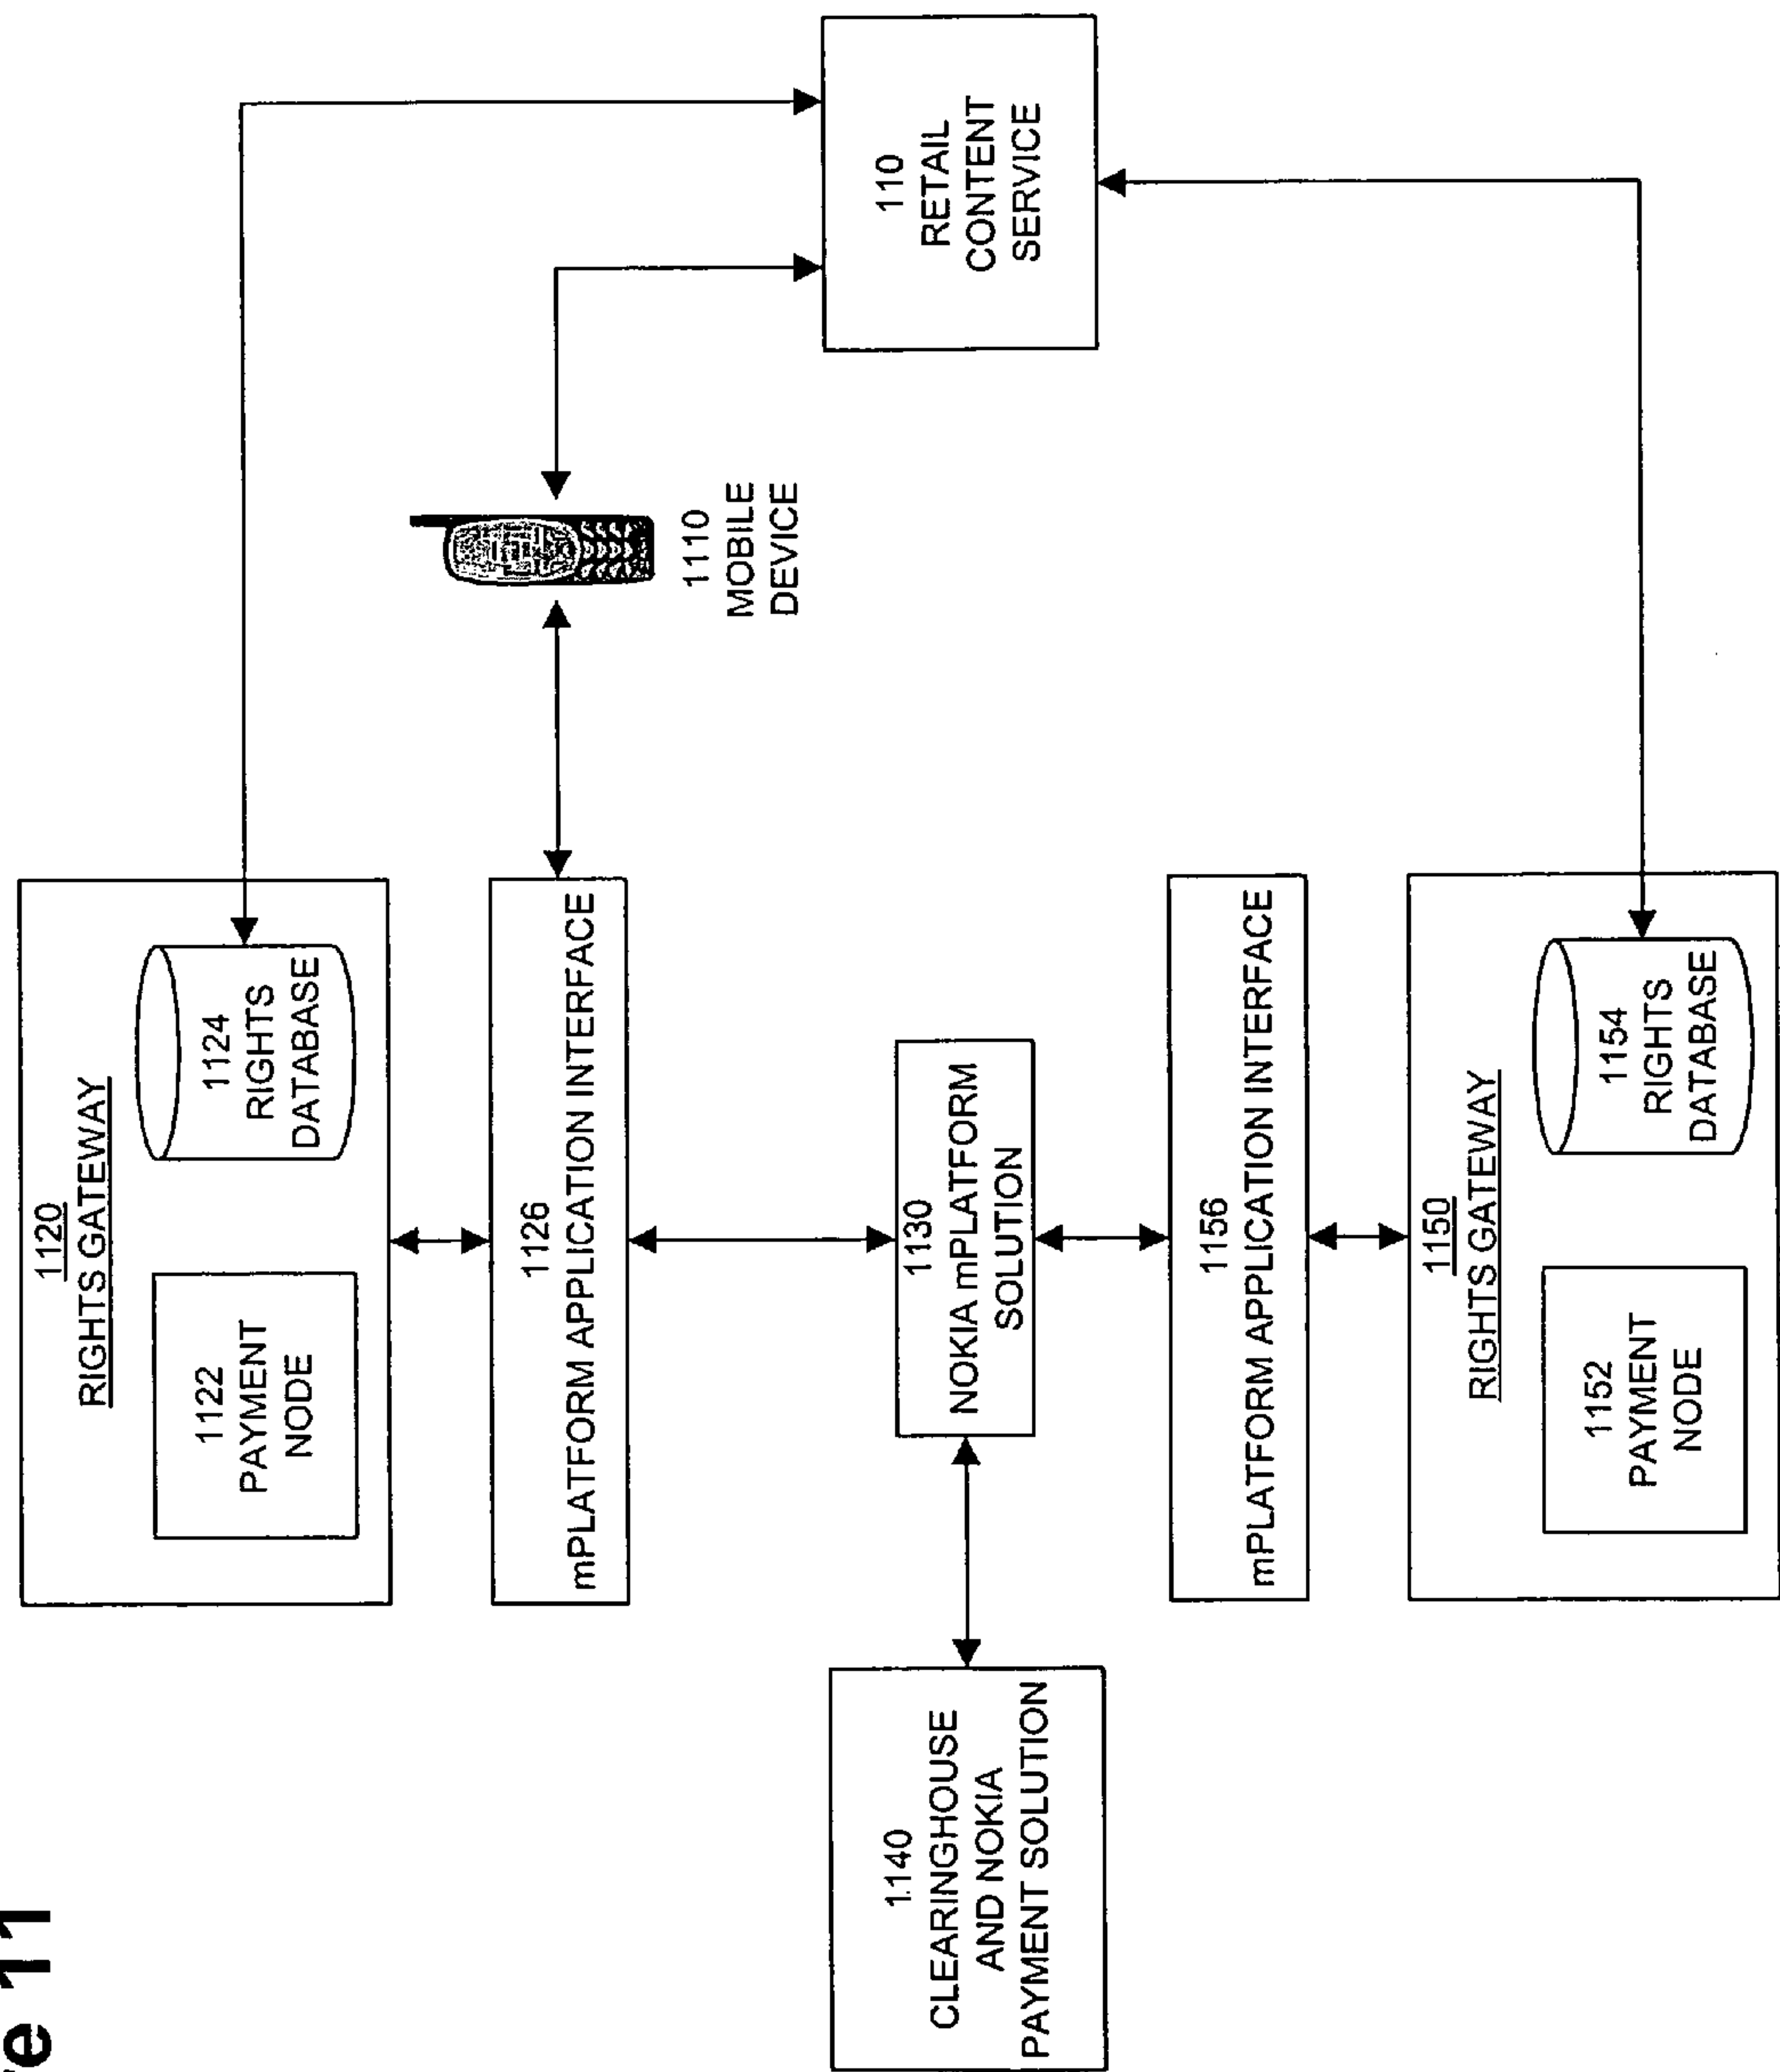 re 11
1120
RIGHTS GATEWAY
1122
PAYMENT
NODE
1124
RIGHTS
DATABASE
1126
mPLATFORM APPLICATION INTERFACE
1110
MOBILE
DEVICE
1140
CLEARINGHOUSE
AND NOKIA
PAYMENT SOLUTION
1130
NOKIA mPLATFORM
SOLUTION
110
RETAIL
CONTENT
SERVICE
1156
mPLATFORM APPLICATION INTERFACE
1150
RIGHTS GATEWAY
1152
PAYMENT
NODE
1154
RIGHTS
DATABASE